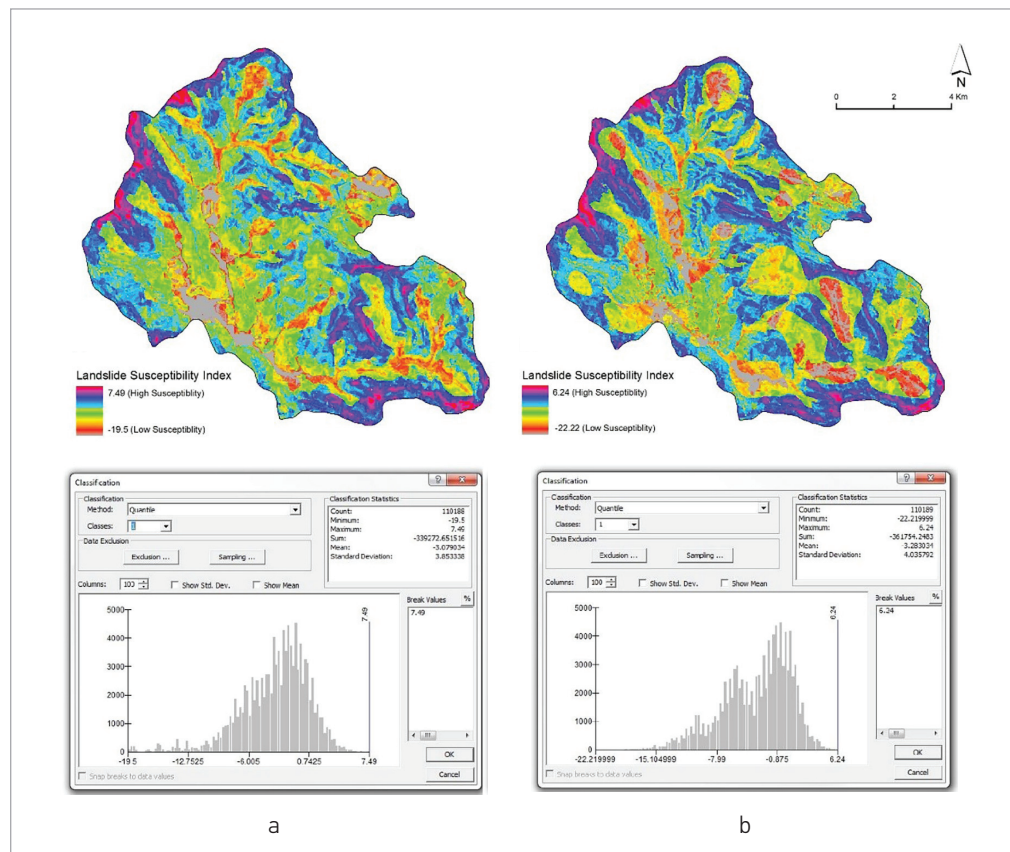 N
0 2 4 Km
Landslide Susceptibility Index
7.49 (High Susceptiblity)
-19.5 (Low Susceptiblity)
Landslide Susceptibility Index
6.24 (High Susceptiblity)
-22.22 (Low Susceptiblity)
Classification
Classification
Method: Quantile
Classes: 1
Data Exclusion
Exclusion ... Sampling ...
Classification Statistics
Count: 110188
Minimum: -19.5
Maximum: 7.49
Sum: -339272.651516
Mean: -3.079034
Standard Deviation: 3.853338
Columns: 100 Show Std. Dev. Show Mean
Break Values %
7.49
7.49
5000
4000
3000
2000
1000
0
-19.5 -12.7525 -6.005 0.7425 7.49
Snap breaks to data values
OK
Cancel
Classification
Classification
Method: Quantile
Classes: 1
Data Exclusion
Exclusion ... Sampling ...
Classification Statistics
Count: 110189
Minimum: -22.219999
Maximum: 6.24
Sum: -361754.2483
Mean: -3.283034
Standard Deviation: 4.035792
Columns: 100 Show Std. Dev. Show Mean
Break Values %
6.24
6.24
5000
4000
3000
2000
1000
0
-22.219999 -15.104999 -7.99 -0.875 6.24
Snap breaks to data values
OK
Cancel
a
b